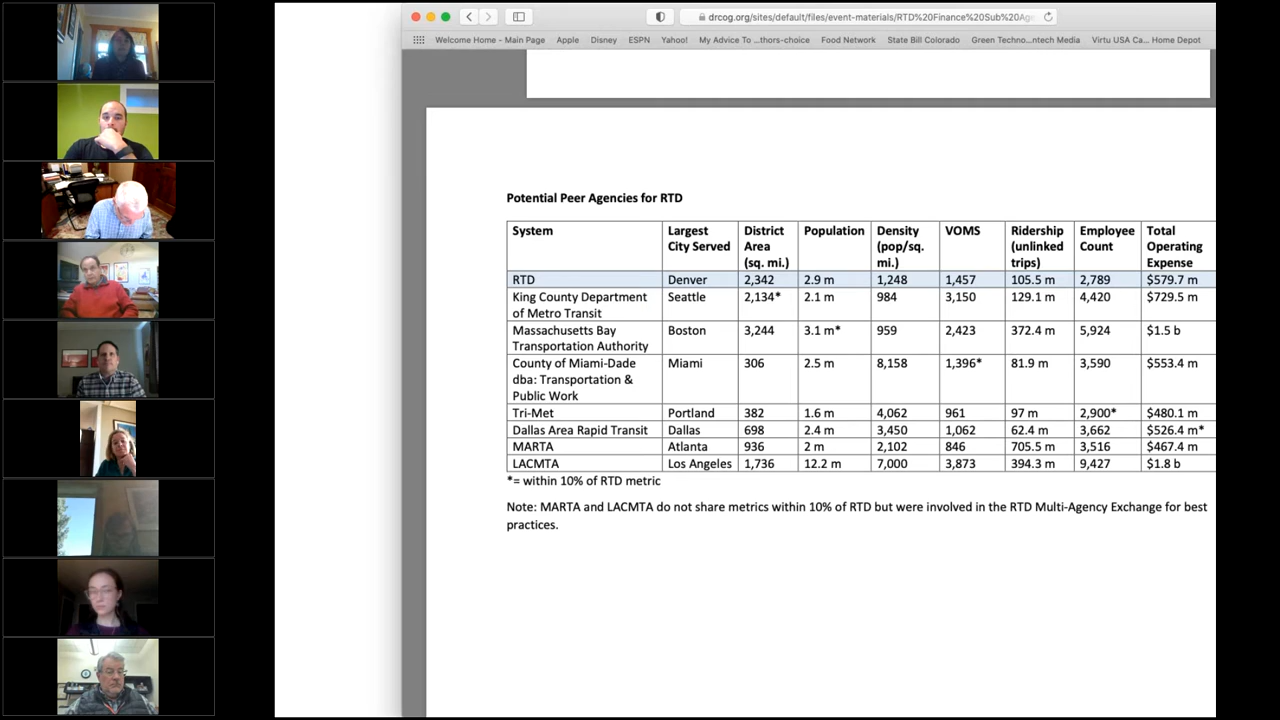 drcog.org/sites/default/files/event-materials/RTD%20Finance%20Sub%20Ag
Welcome Home - Main Page Apple Disney ESPN Yahoo! My Advice To ...thors-choice Food Network State Bill Colorado Green Techno...ntech Media Virtu USA Ca... Home Depot
Potential Peer Agencies for RTD
System Largest City Served District Area (sq. mi.) Population Density (pop/sq. mi.) VOMS Ridership (unlinked trips) Employee Count Total Operating Expense
RTD Denver 2,342 2.9 m 1,248 1,457 105.5 m 2,789 $579.7 m
King County Department of Metro Transit Seattle 2,134* 2.1 m 984 3,150 129.1 m 4,420 $729.5 m
Massachusetts Bay Transportation Authority Boston 3,244 3.1 m* 959 2,423 372.4 m 5,924 $1.5 b
County of Miami-Dade dba: Transportation & Public Work Miami 306 2.5 m 8,158 1,396* 81.9 m 3,590 $553.4 m
Tri-Met Portland 382 1.6 m 4,062 961 97 m 2,900* $480.1 m
Dallas Area Rapid Transit Dallas 698 2.4 m 3,450 1,062 62.4 m 3,662 $526.4 m*
MARTA Atlanta 936 2 m 2,102 846 705.5 m 3,516 $467.4 m
LACMTA Los Angeles 1,736 12.2 m 7,000 3,873 394.3 m 9,427 $1.8 b
*= within 10% of RTD metric
Note: MARTA and LACMTA do not share metrics within 10% of RTD but were involved in the RTD Multi-Agency Exchange for best
practices.